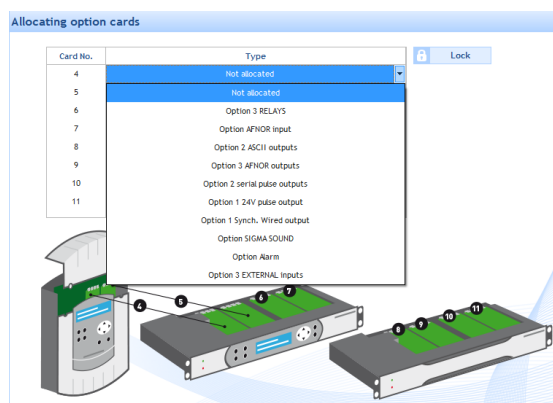 Allocating option cards
Card No. Type Lock
4 Not allocated
5 Not allocated
6 Option 3 RELAYS
7 Option AFNOR input
8 Option 2 ASCII outputs
9 Option 3 AFNOR outputs
10 Option 2 serial pulse outputs
11 Option 1 24V pulse output
Option 1 Synch. Wired output
Option SIGMA SOUND
Option Alarm
Option 3 EXTERNAL inputs
4 5 6 7
8 9 10 11